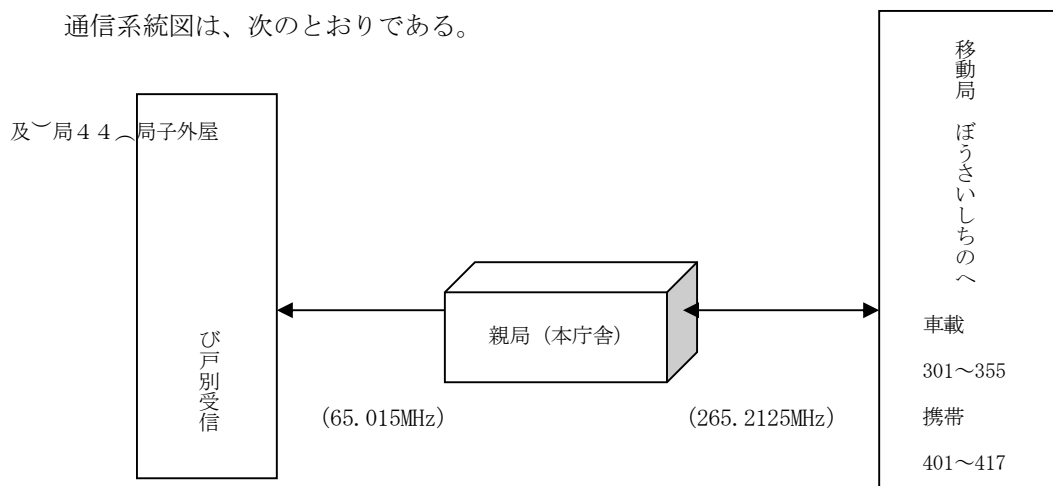 通信系統図は、次のとおりである。
及︶局４４︵局子外屋
び戸別受信
親局（本庁舎）
(65.015MHz)
(265.2125MHz)
移動局　ぼうさいしちのへ
車載
301～355
携帯
401～417